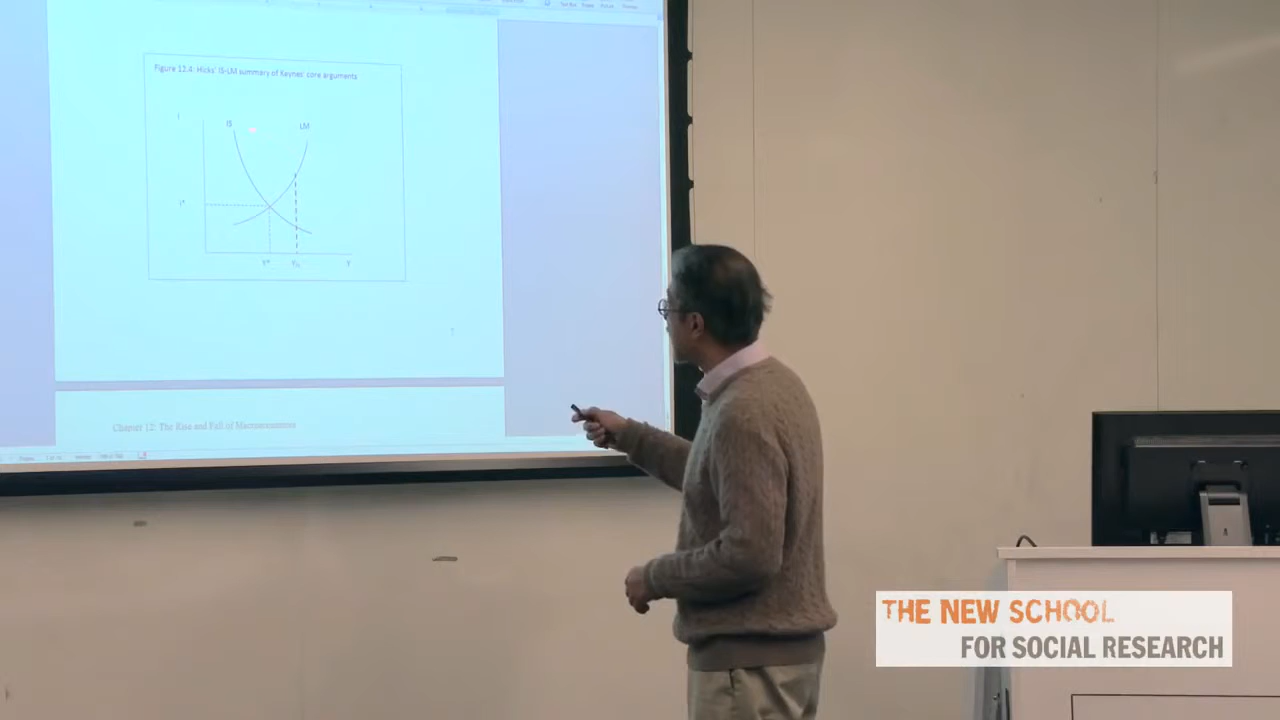 Figure 12.4: Hicks' IS-LM summary of Keynes' core arguments
i
IS
LM
i*
Y*
Y
Chapter 12: The Rise and Fall of Macroeconomics
THE NEW SCHOOL
FOR SOCIAL RESEARCH